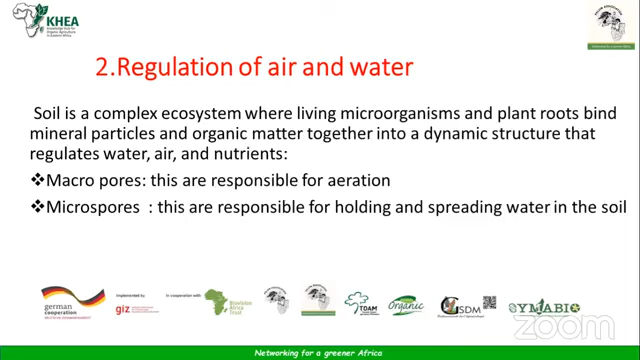 KHEA
Knowledge Hub for
Organic Agriculture
in Eastern Africa
2.Regulation of air and water
Soil is a complex ecosystem where living microorganisms and plant roots bind
mineral particles and organic matter together into a dynamic structure that
regulates water, air, and nutrients:
❖Macro pores: this are responsible for aeration
❖Microspores : this are responsible for holding and spreading water in the soil
german
cooperation
DEUTSCHE ZUSAMMENARBEIT
Implemented by
giz
In cooperation with
Biovision
Africa
Trust
TOAM
Organic
GSDM
SYMABIO
zoom
Networking for a greener Africa